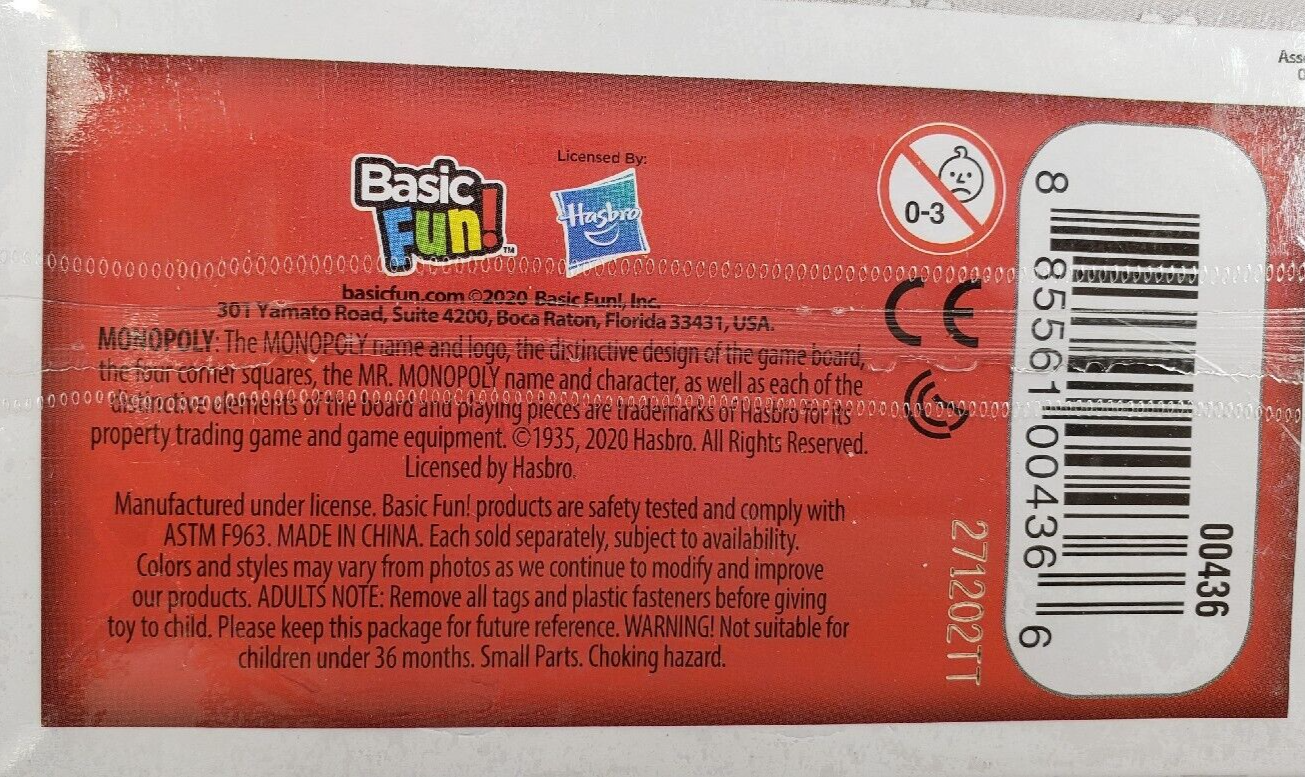 Asso
Basic
Fun!™
Licensed By:
Hasbro
0-3
basicfun.com ©2020 Basic Fun!, Inc.
301 Yamato Road, Suite 4200, Boca Raton, Florida 33431, USA.
MONOPOLY: The MONOPOLY name and logo, the distinctive design of the game board,
the four corner squares, the MR. MONOPOLY name and character, as well as each of the
distinctive elements of the board and playing pieces are trademarks of Hasbro for its
property trading game and game equipment. ©1935, 2020 Hasbro. All Rights Reserved.
Licensed by Hasbro.
Manufactured under license. Basic Fun! products are safety tested and comply with
ASTM F963. MADE IN CHINA. Each sold separately, subject to availability.
Colors and styles may vary from photos as we continue to modify and improve
our products. ADULTS NOTE: Remove all tags and plastic fasteners before giving
toy to child. Please keep this package for future reference. WARNING! Not suitable for
children under 36 months. Small Parts. Choking hazard.
CE
271202TT
8 85561 00436 6
00436